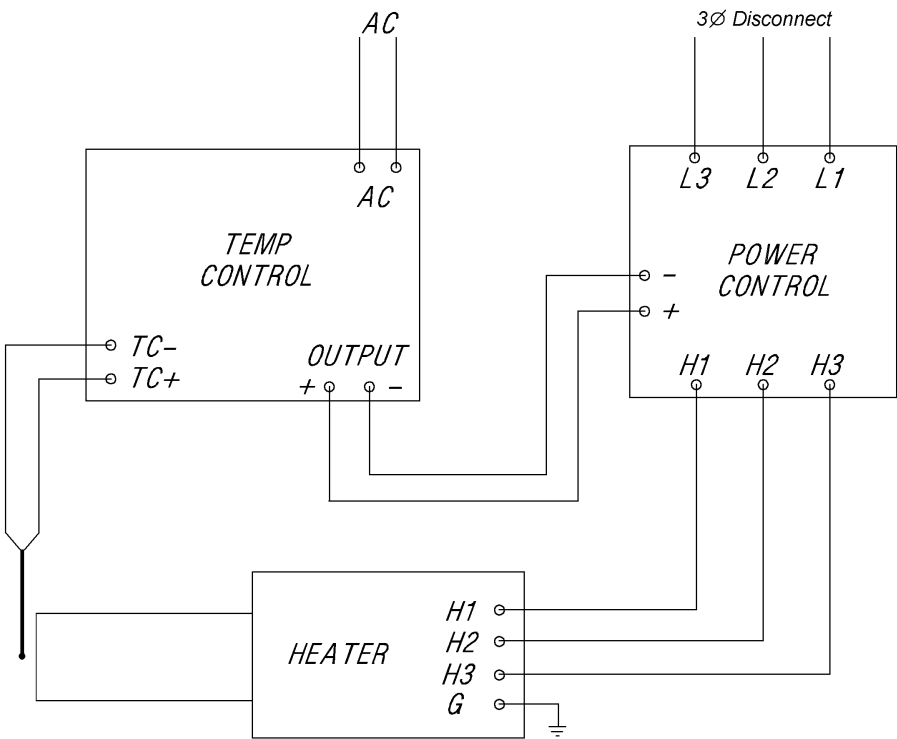 AC
3Ø Disconnect
AC
TEMP
CONTROL
TC-
TC+
OUTPUT
+ -
L3 L2 L1
POWER
CONTROL
-
+
H1 H2 H3
HEATER
H1
H2
H3
G